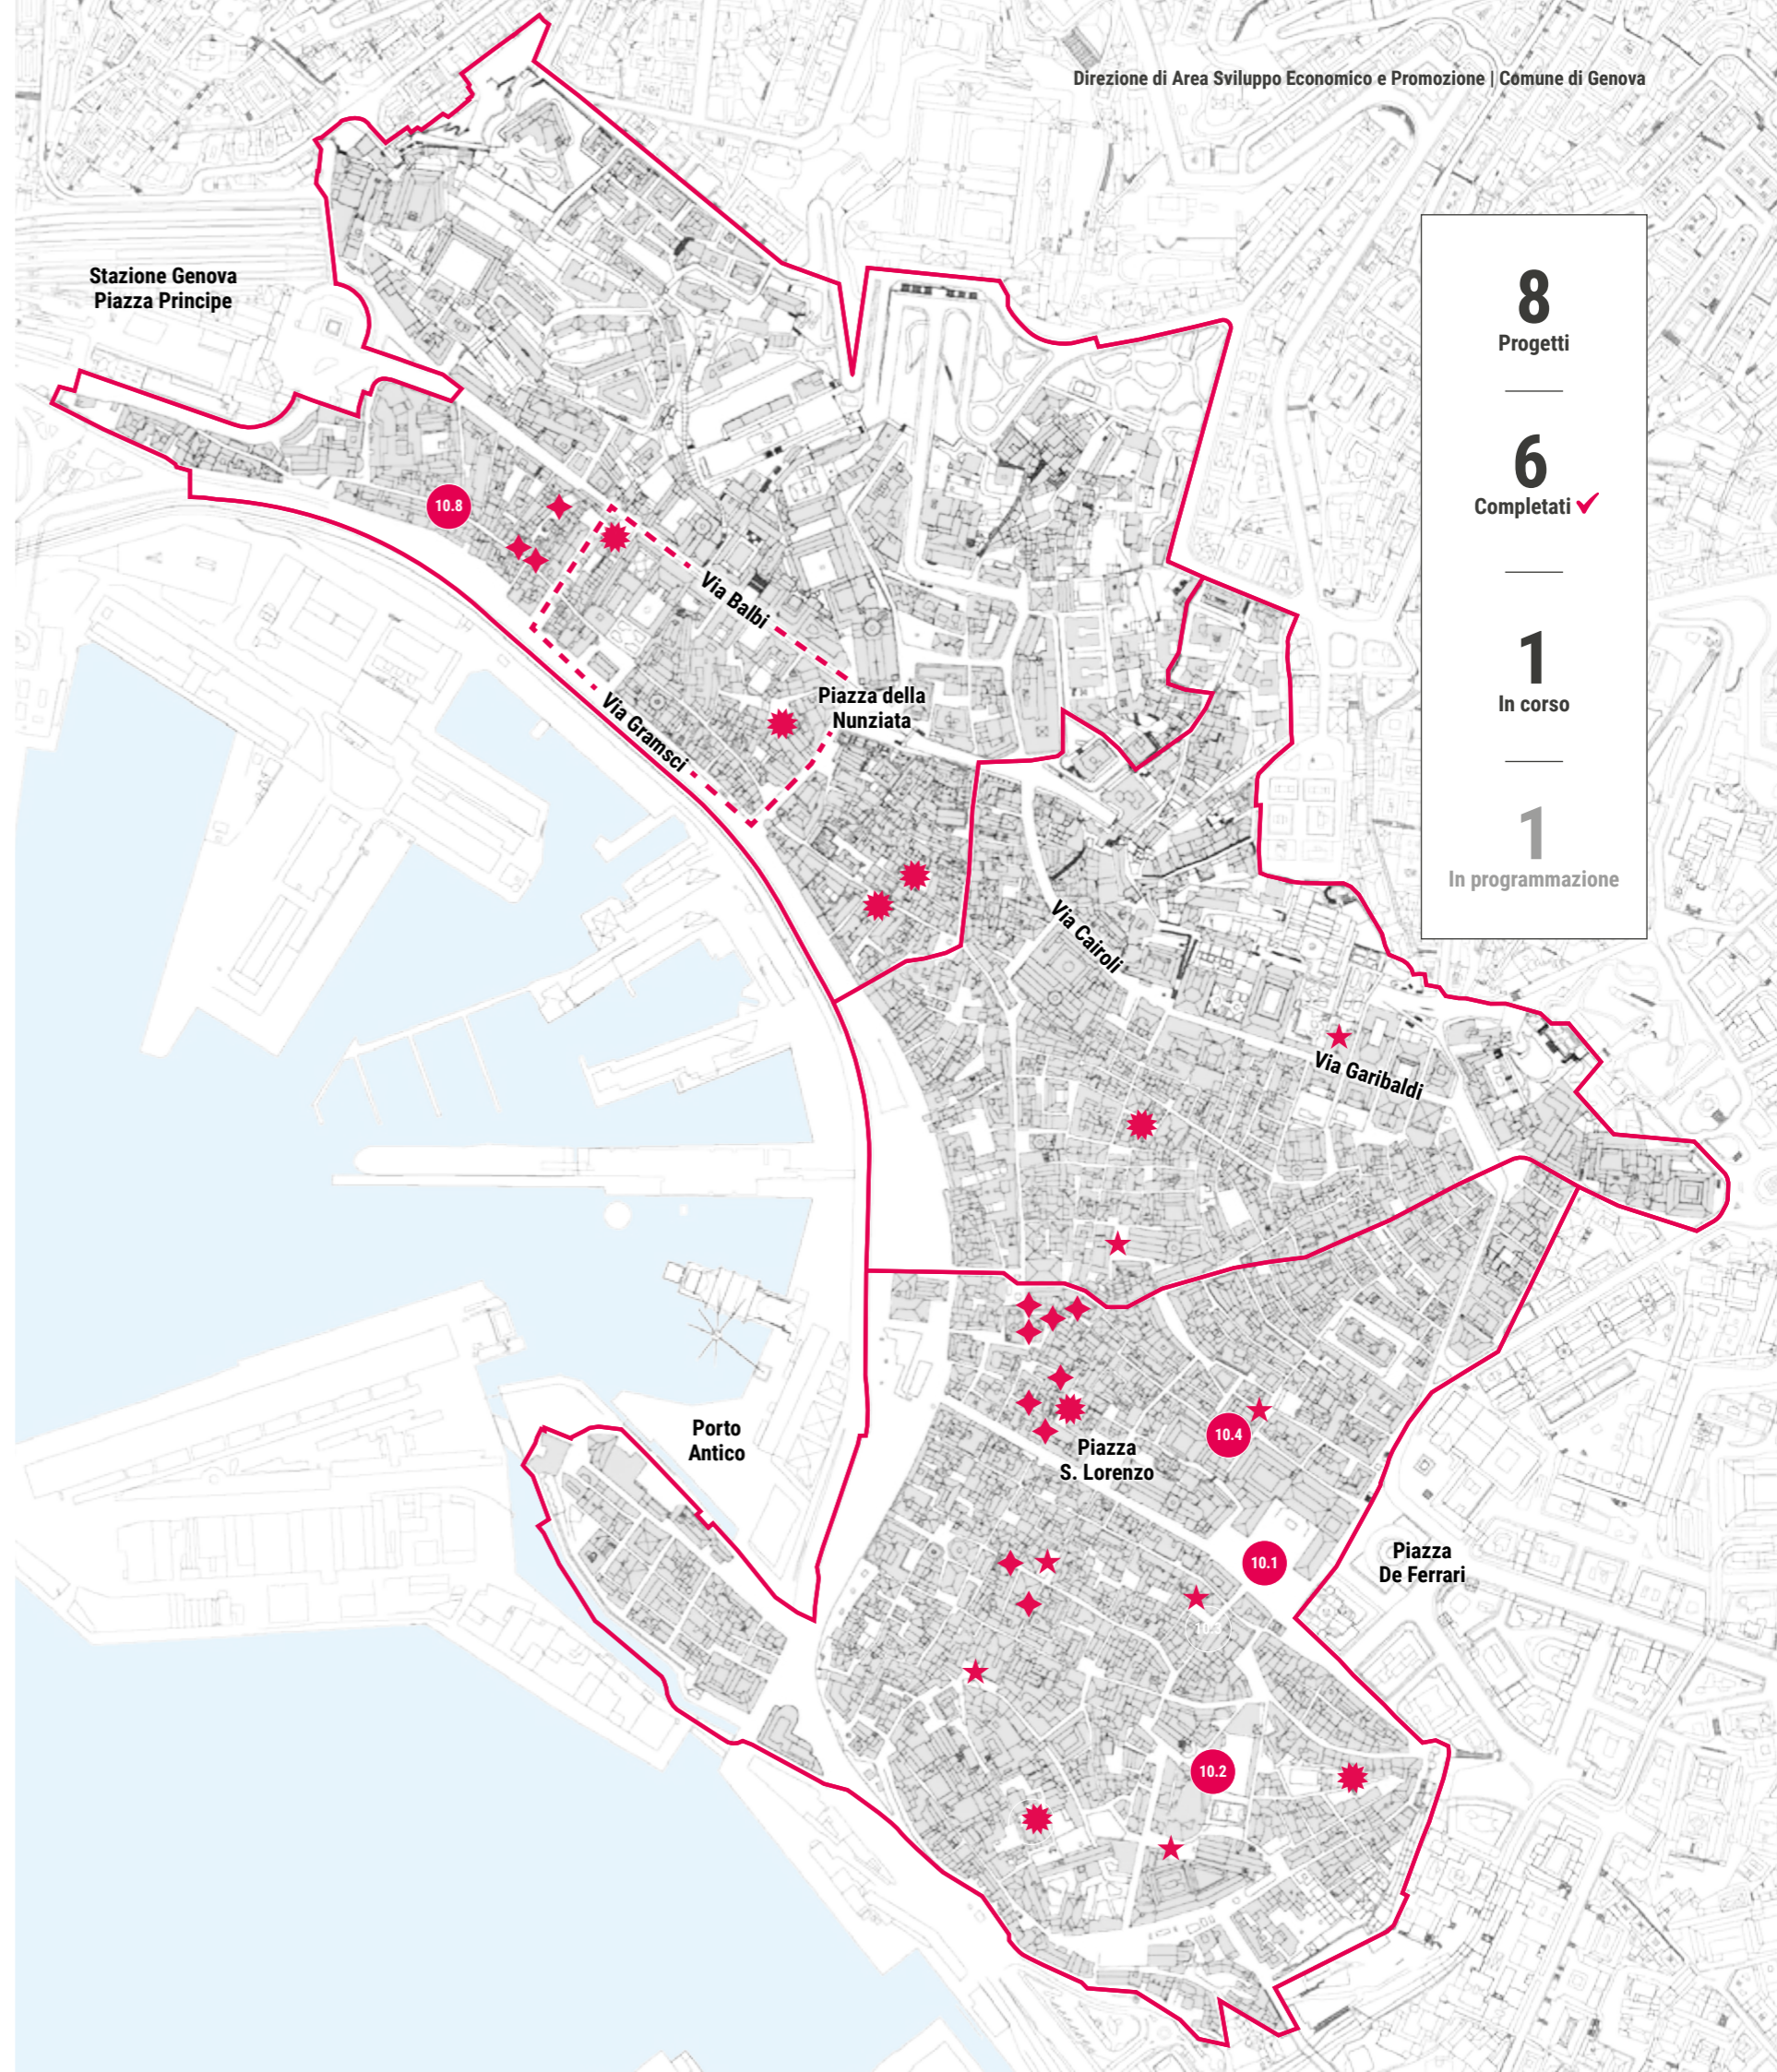 Direzione di Area Sviluppo Economico e Promozione | Comune di Genova
8
Progetti
6
Completati
1
In corso
1
In programmazione
Stazione Genova
Piazza Principe
10.8
Via Balbi
Via Gramsci
Piazza della
Nunziata
Via Cairoli
Via Garibaldi
Porto
Antico
Piazza
S. Lorenzo
10.4
10.1
Piazza
De Ferrari
10.2